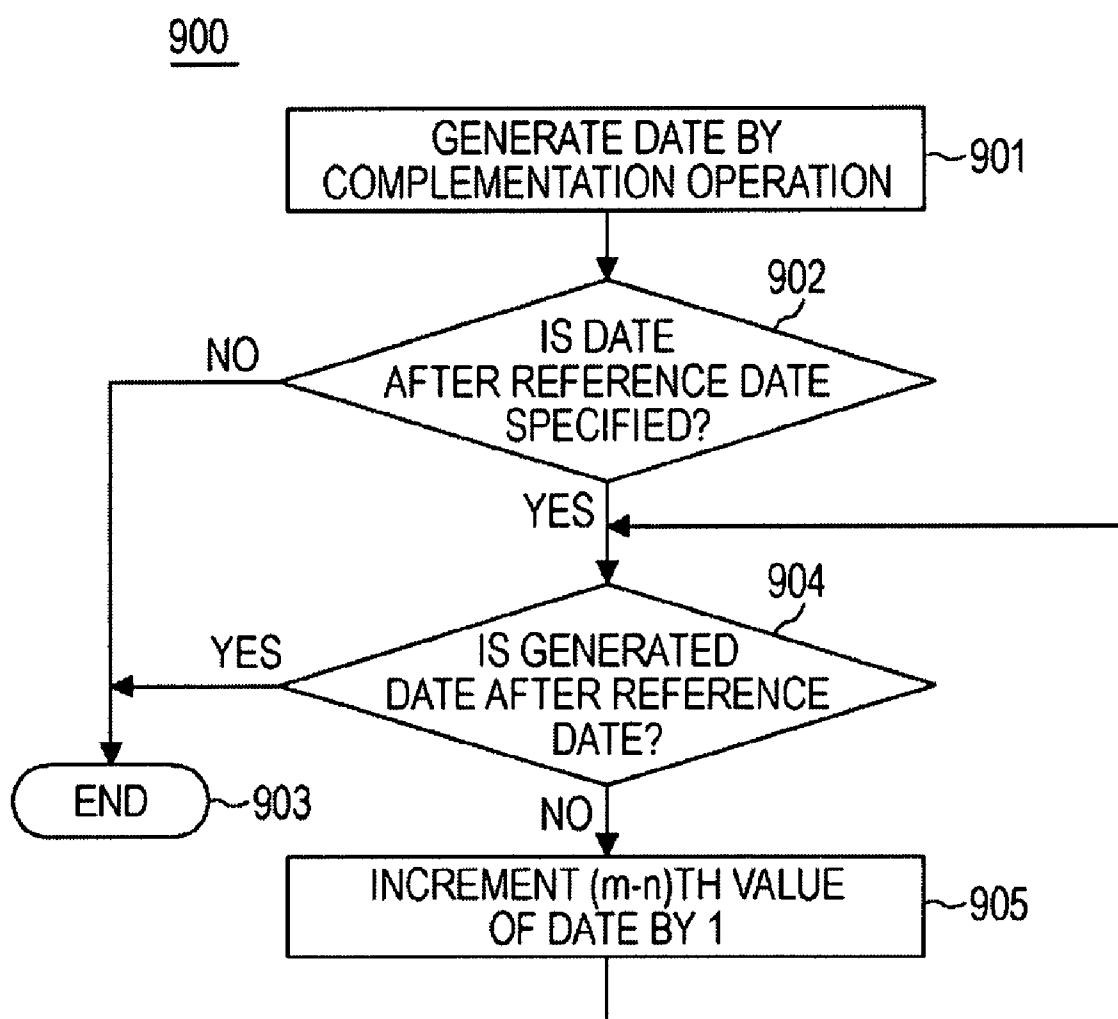 900
GENERATE DATE BY
COMPLEMENTATION OPERATION
901
902
IS DATE
AFTER REFERENCE DATE
SPECIFIED?
NO
YES
904
IS GENERATED
DATE AFTER REFERENCE
DATE?
YES
END
903
NO
INCREMENT (m-n)TH VALUE
OF DATE BY 1
905